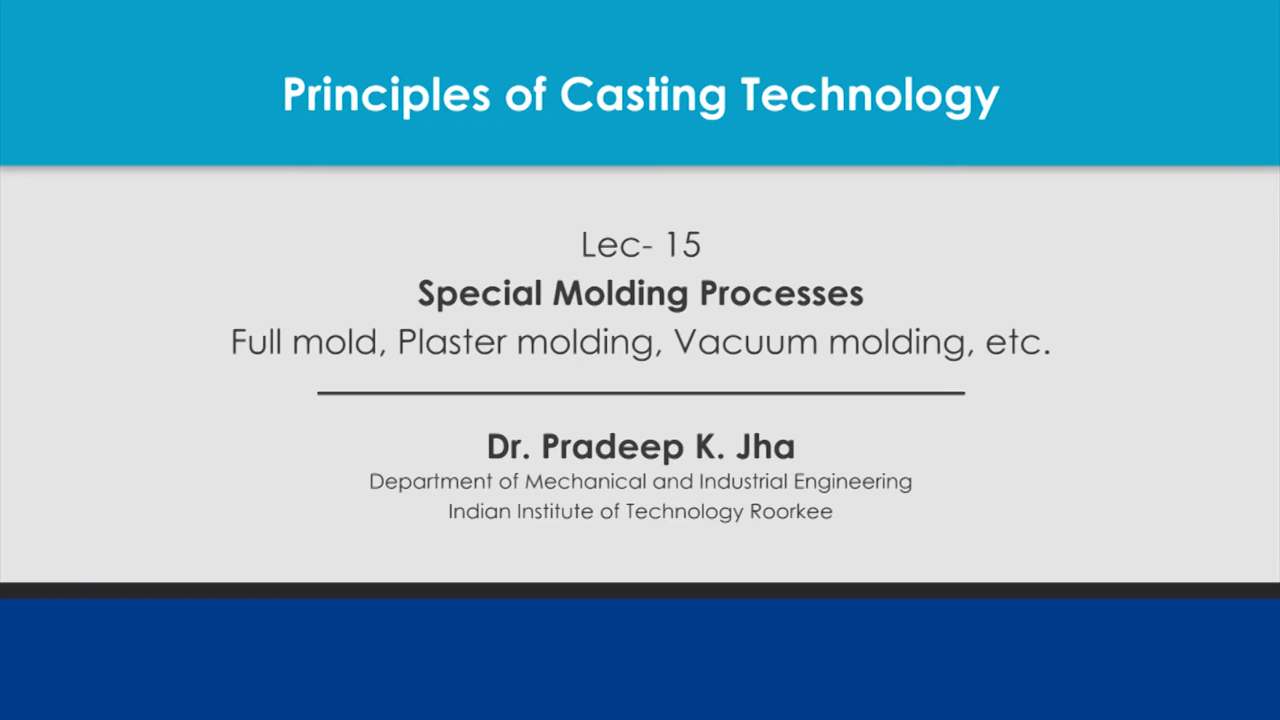 Principles of Casting Technology
Lec- 15
Special Molding Processes
Full mold, Plaster molding, Vacuum molding, etc.
Dr. Pradeep K. Jha
Department of Mechanical and Industrial Engineering
Indian Institute of Technology Roorkee